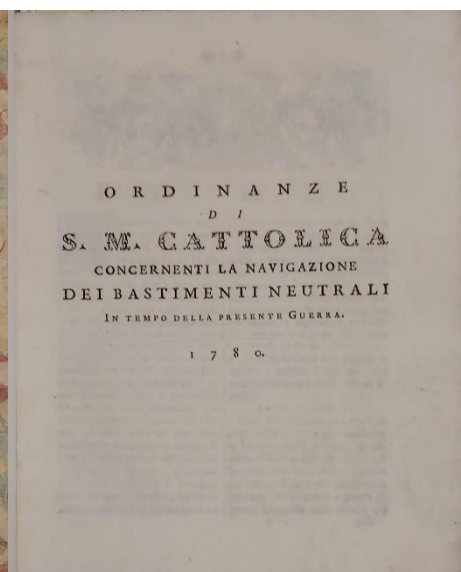 ORDINANZE
DI
S. M. CATTOLICA
CONCERNENTI LA NAVIGAZIONE
DEI BASTIMENTI NEUTRALI
IN TEMPO DELLA PRESENTE GUERRA.
1780.